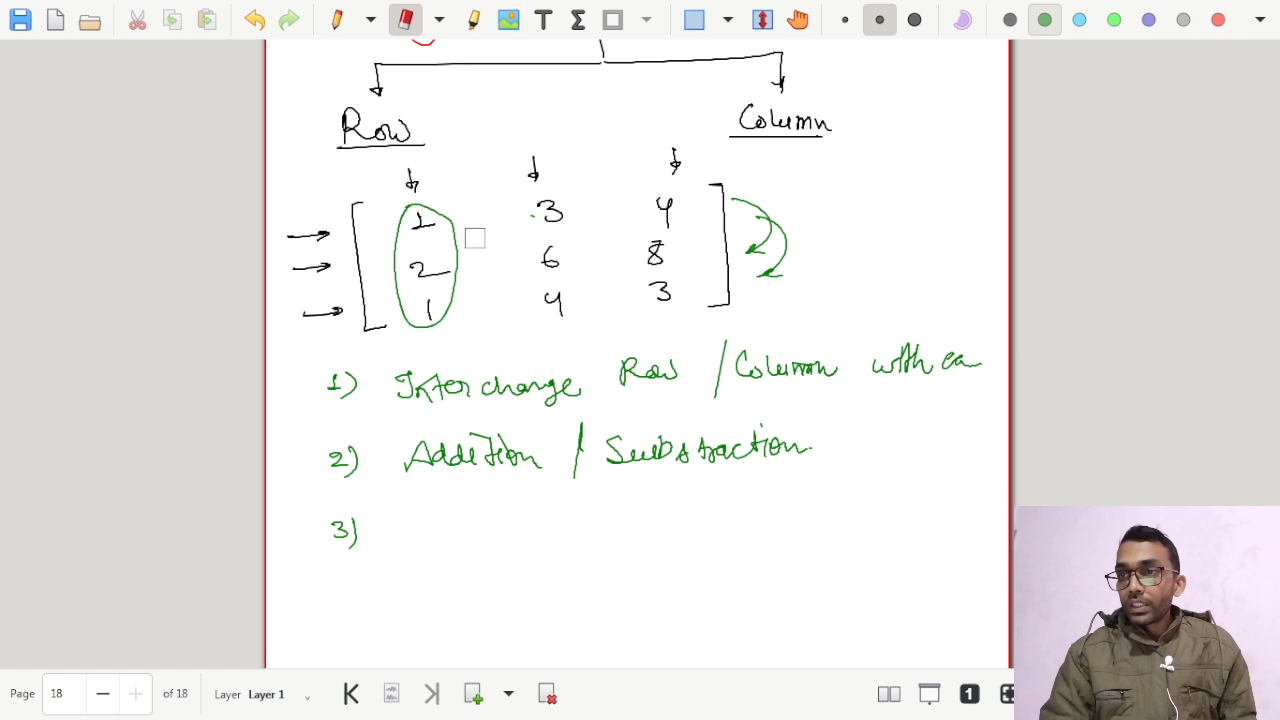 Row Column
1 3 4
2 6 8
1 4 3
1) Interchange Row / Column with ea
2) Addition / Substraction
3)
Page 18 of 18 Layer Layer 1 1